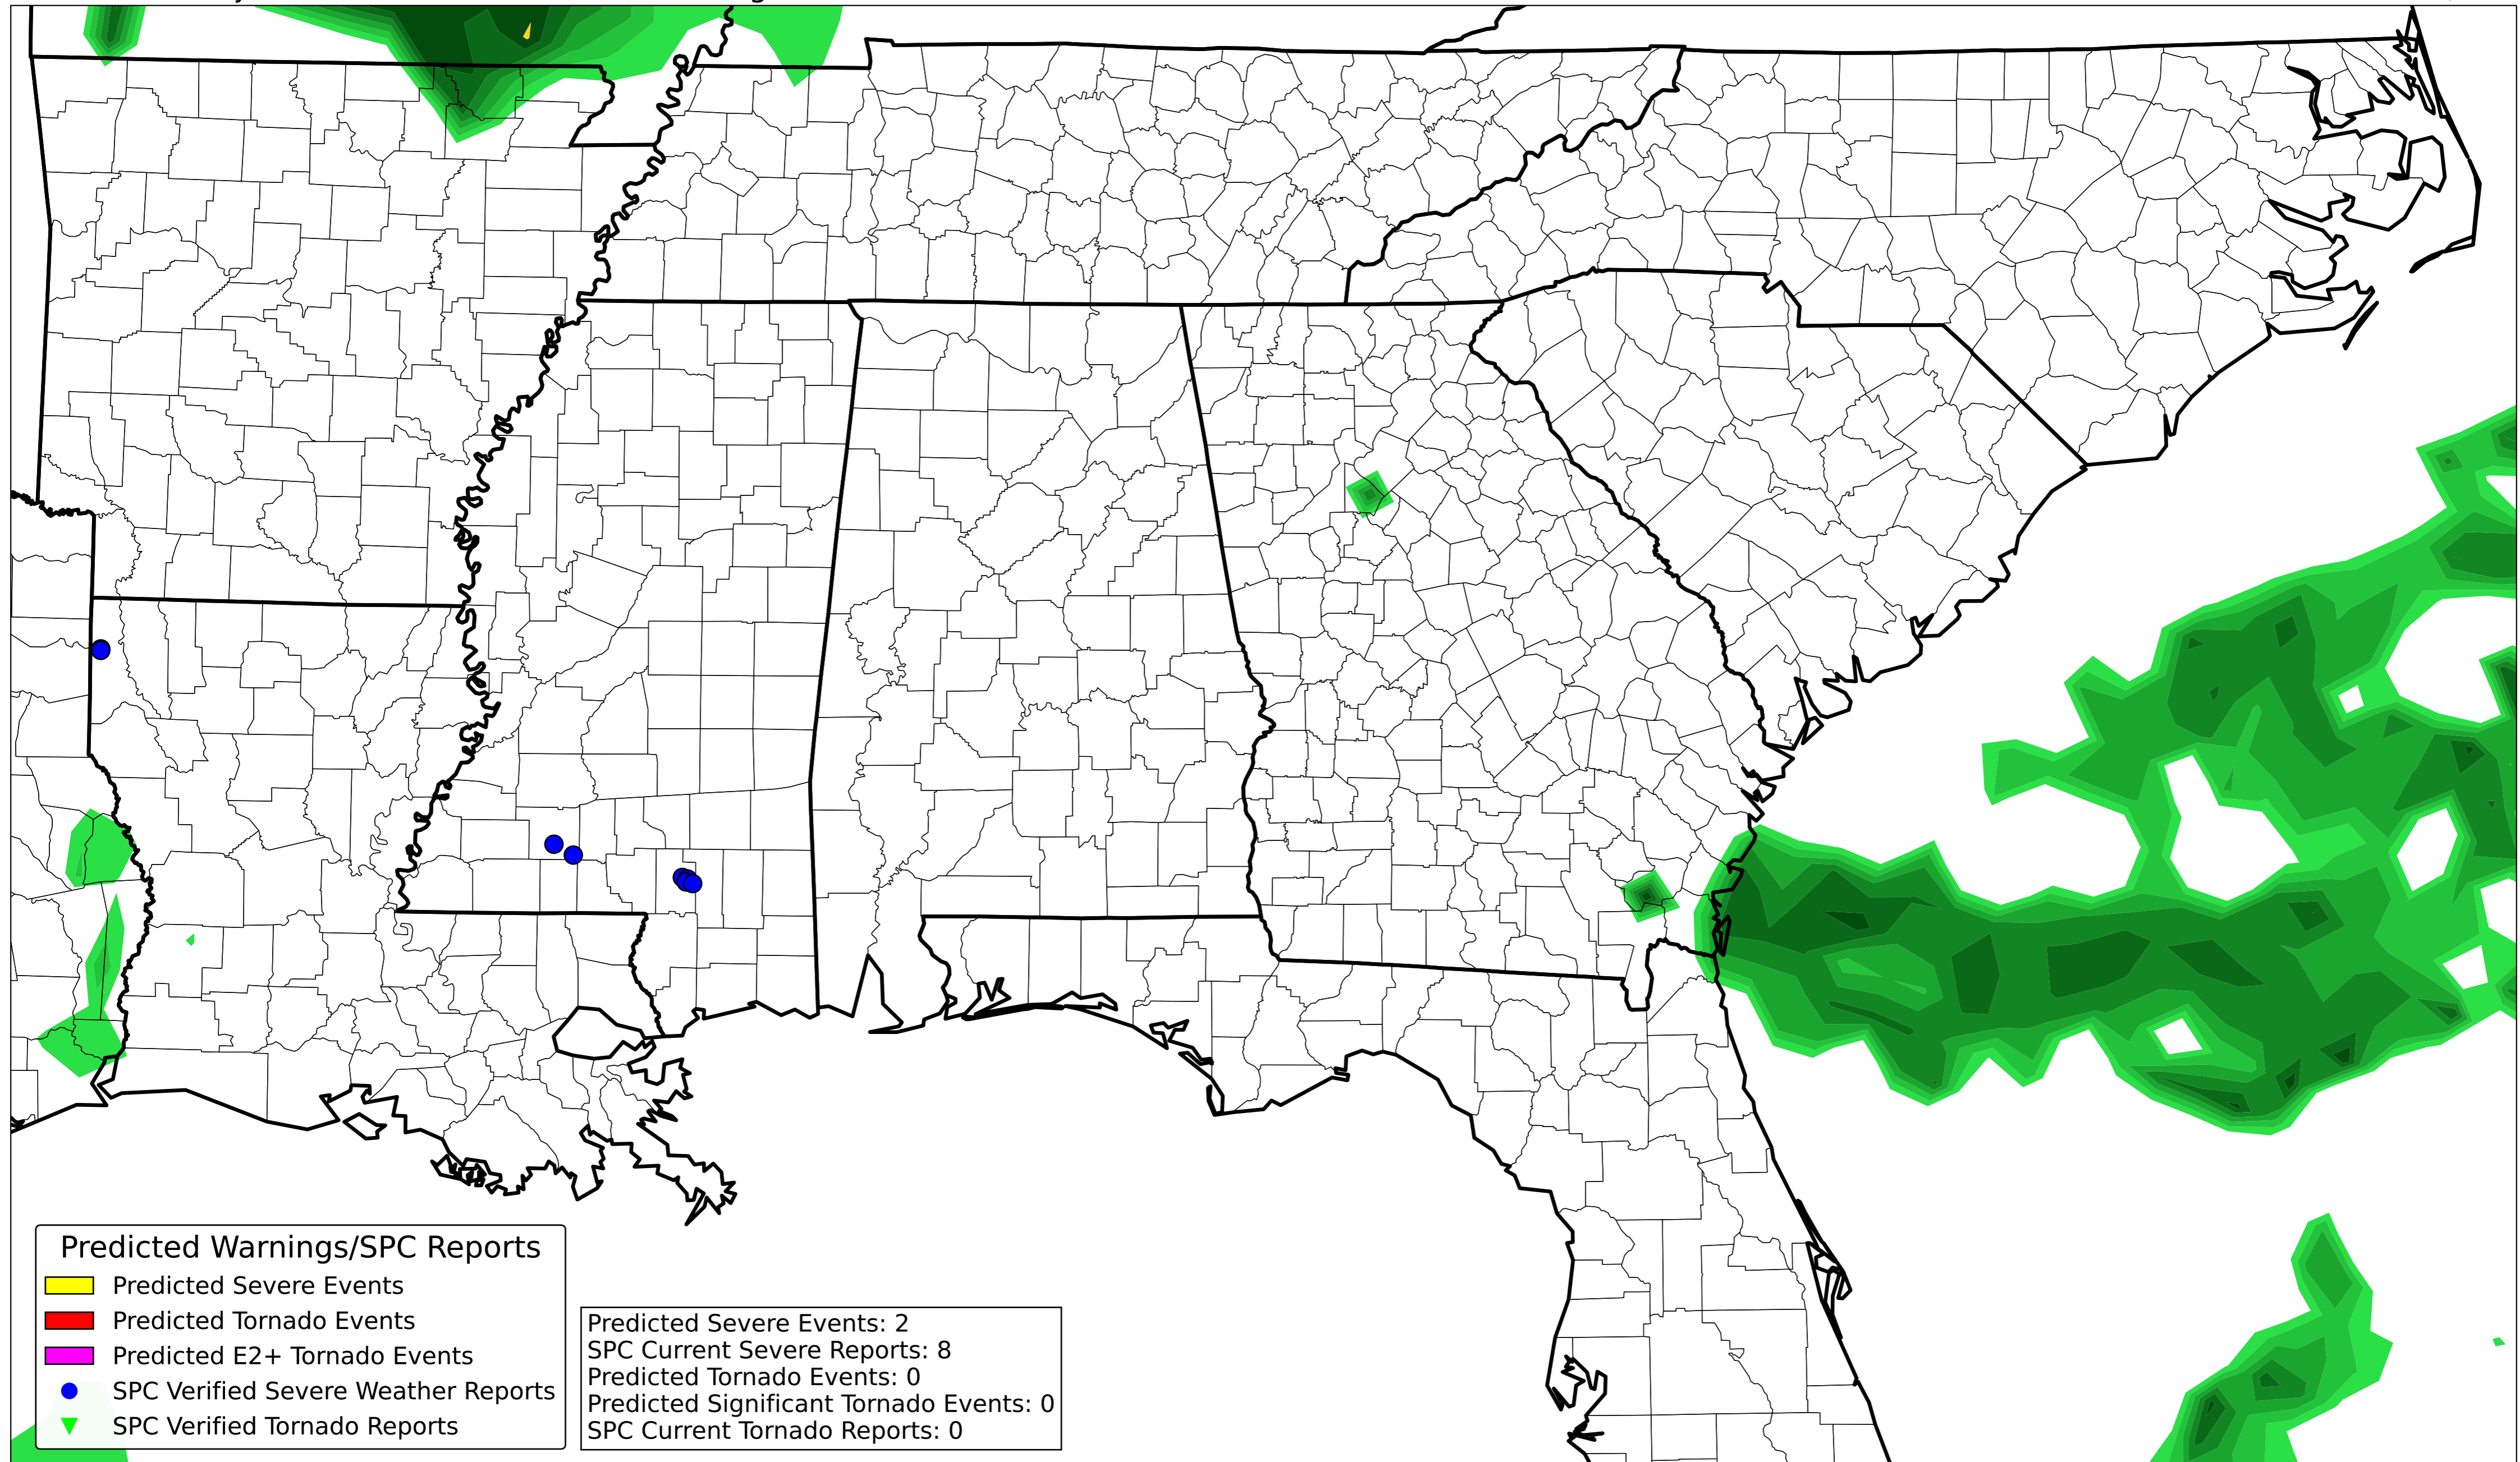 Predicted Warnings/SPC Reports
Predicted Severe Events
Predicted Tornado Events
Predicted E2+ Tornado Events
SPC Verified Severe Weather Reports
SPC Verified Tornado Reports
Predicted Severe Events: 2
SPC Current Severe Reports: 8
Predicted Tornado Events: 0
Predicted Significant Tornado Events: 0
SPC Current Tornado Reports: 0